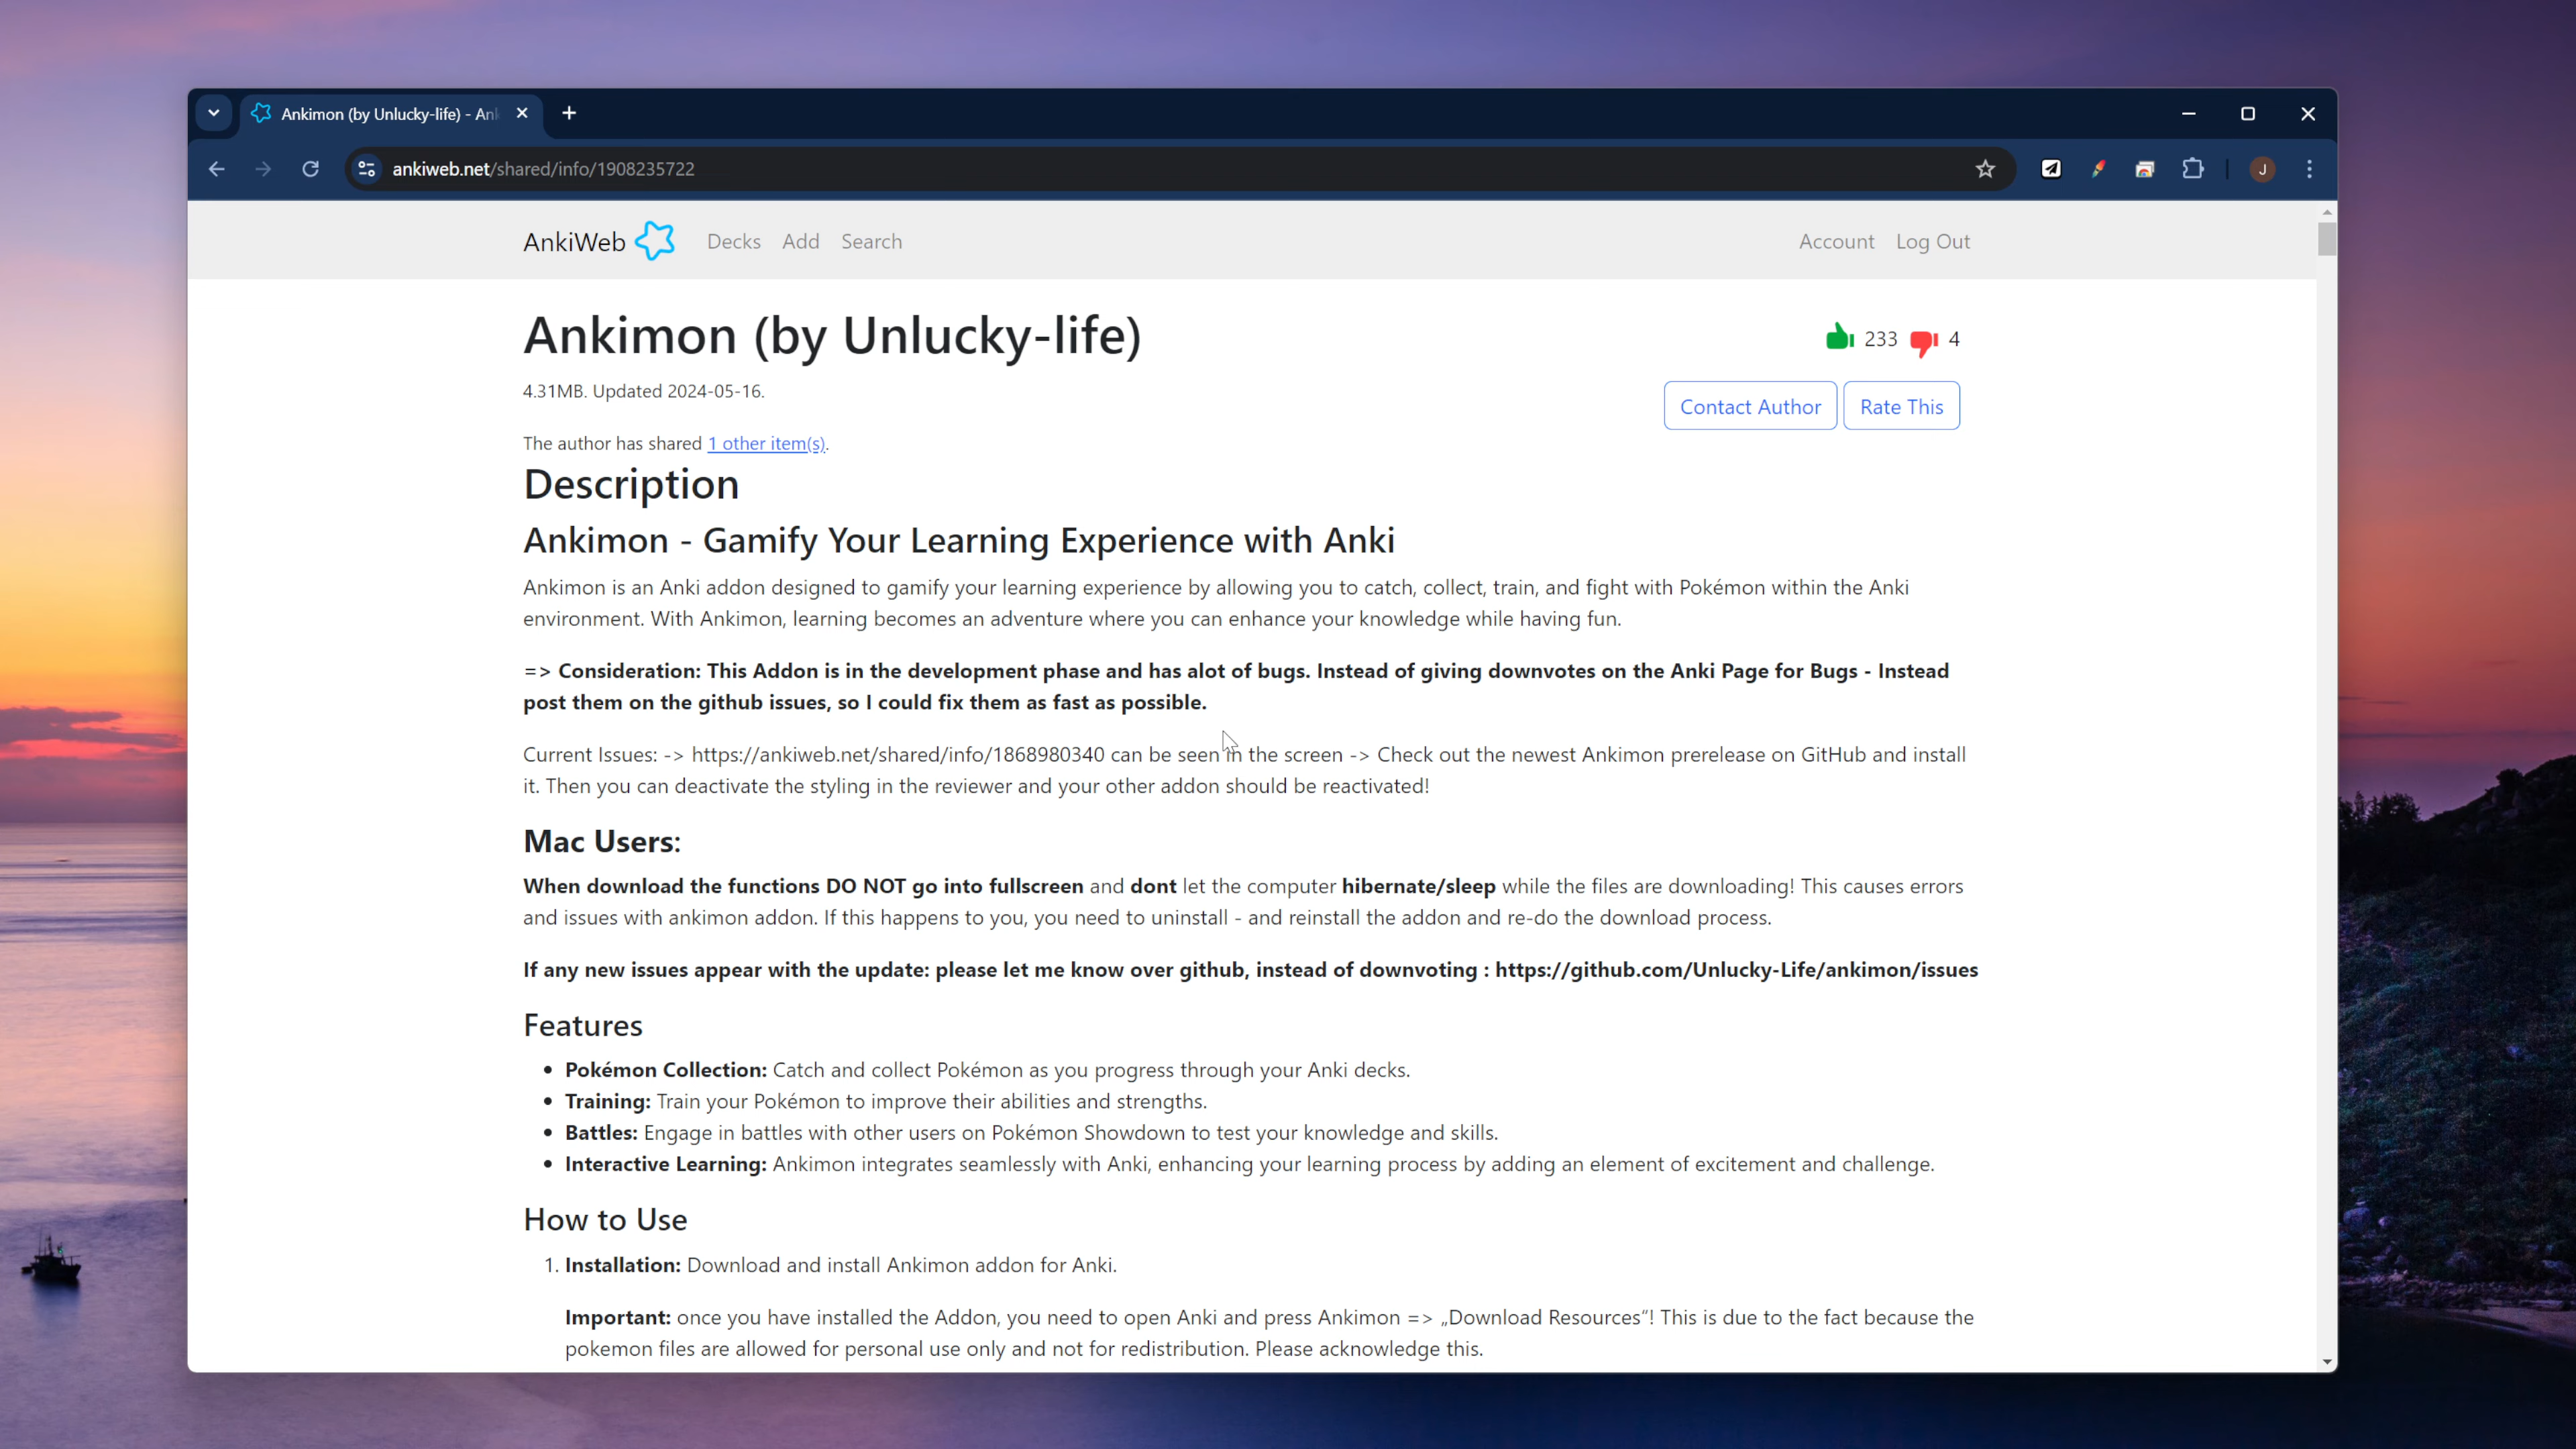 Ankimon (by Unlucky-life) - An
ankiweb.net/shared/info/1908235722
J
AnkiWeb Decks Add Search Account Log Out
Ankimon (by Unlucky-life)
233 4
4.31MB. Updated 2024-05-16.
Contact Author Rate This
The author has shared 1 other item(s).
Description
Ankimon - Gamify Your Learning Experience with Anki
Ankimon is an Anki addon designed to gamify your learning experience by allowing you to catch, collect, train, and fight with Pokémon within the Anki
environment. With Ankimon, learning becomes an adventure where you can enhance your knowledge while having fun.
=> Consideration: This Addon is in the development phase and has alot of bugs. Instead of giving downvotes on the Anki Page for Bugs - Instead
post them on the github issues, so I could fix them as fast as possible.
Current Issues: -> https://ankiweb.net/shared/info/1868980340 can be seen in the screen -> Check out the newest Ankimon prerelease on GitHub and install
it. Then you can deactivate the styling in the reviewer and your other addon should be reactivated!
Mac Users:
When download the functions DO NOT go into fullscreen and dont let the computer hibernate/sleep while the files are downloading! This causes errors
and issues with ankimon addon. If this happens to you, you need to uninstall - and reinstall the addon and re-do the download process.
If any new issues appear with the update: please let me know over github, instead of downvoting : https://github.com/Unlucky-Life/ankimon/issues
Features
• Pokémon Collection: Catch and collect Pokémon as you progress through your Anki decks.
• Training: Train your Pokémon to improve their abilities and strengths.
• Battles: Engage in battles with other users on Pokémon Showdown to test your knowledge and skills.
• Interactive Learning: Ankimon integrates seamlessly with Anki, enhancing your learning process by adding an element of excitement and challenge.
How to Use
1. Installation: Download and install Ankimon addon for Anki.
Important: once you have installed the Addon, you need to open Anki and press Ankimon => „Download Resources“! This is due to the fact because the
pokemon files are allowed for personal use only and not for redistribution. Please acknowledge this.